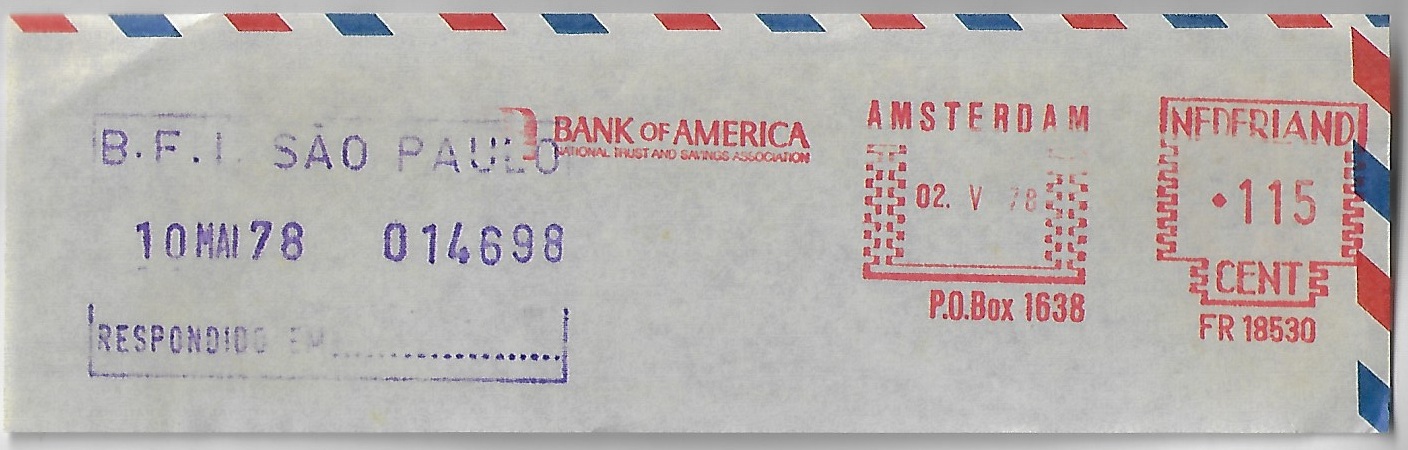 B.F.I. SÃO PAULO
10 MAI 78 014698
RESPONDIDO EM
BANK OF AMERICA
NATIONAL TRUST AND SAVINGS ASSOCIATION
AMSTERDAM
02. V 78
P.O.Box 1638
NEDERLAND
115
CENT
FR 18530